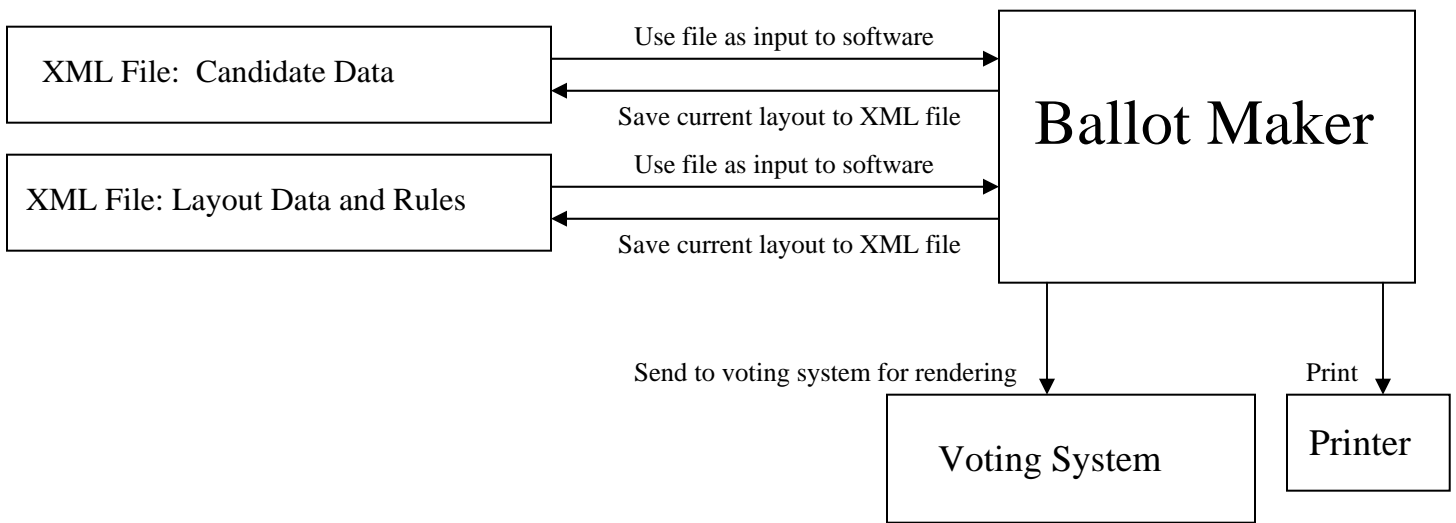 Use file as input to software
XML File: Candidate Data
Save current layout to XML file
Ballot Maker
Use file as input to software
XML File: Layout Data and Rules
Save current layout to XML file
Send to voting system for rendering
Print
Voting System
Printer